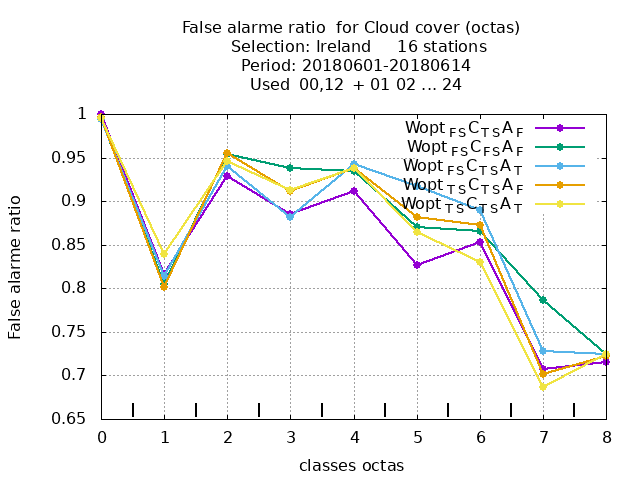 False alarme ratio  for Cloud cover (octas)
Selection: Ireland     16 stations
Period: 20180601-20180614
Used  00,12  + 01 02 ... 24
1
0.95
0.9
0.85
0.8
0.75
0.7
0.65
False alarme ratio
Wopt FS C TS A F
Wopt FS C FS A F
Wopt FS C TS A T
Wopt TS C TS A F
Wopt TS C TS A T
0 1 2 3 4 5 6 7 8
classes octas